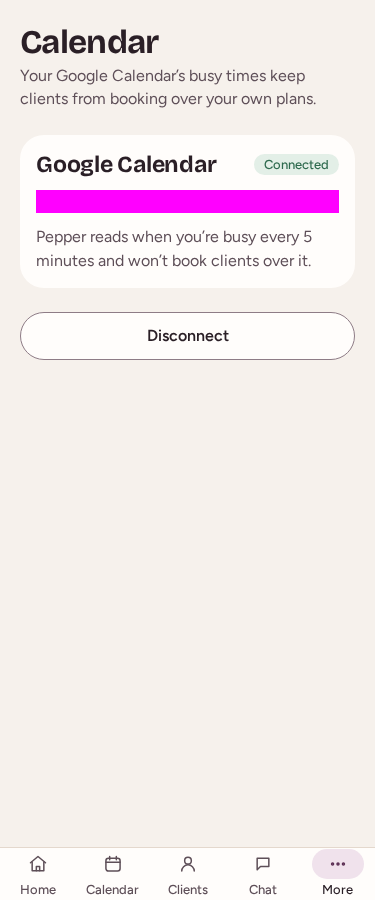 Calendar
Your Google Calendar’s busy times keep
clients from booking over your own plans.
Google Calendar
Connected
Pepper reads when you’re busy every 5
minutes and won’t book clients over it.
Disconnect
Home
Calendar
Clients
Chat
More